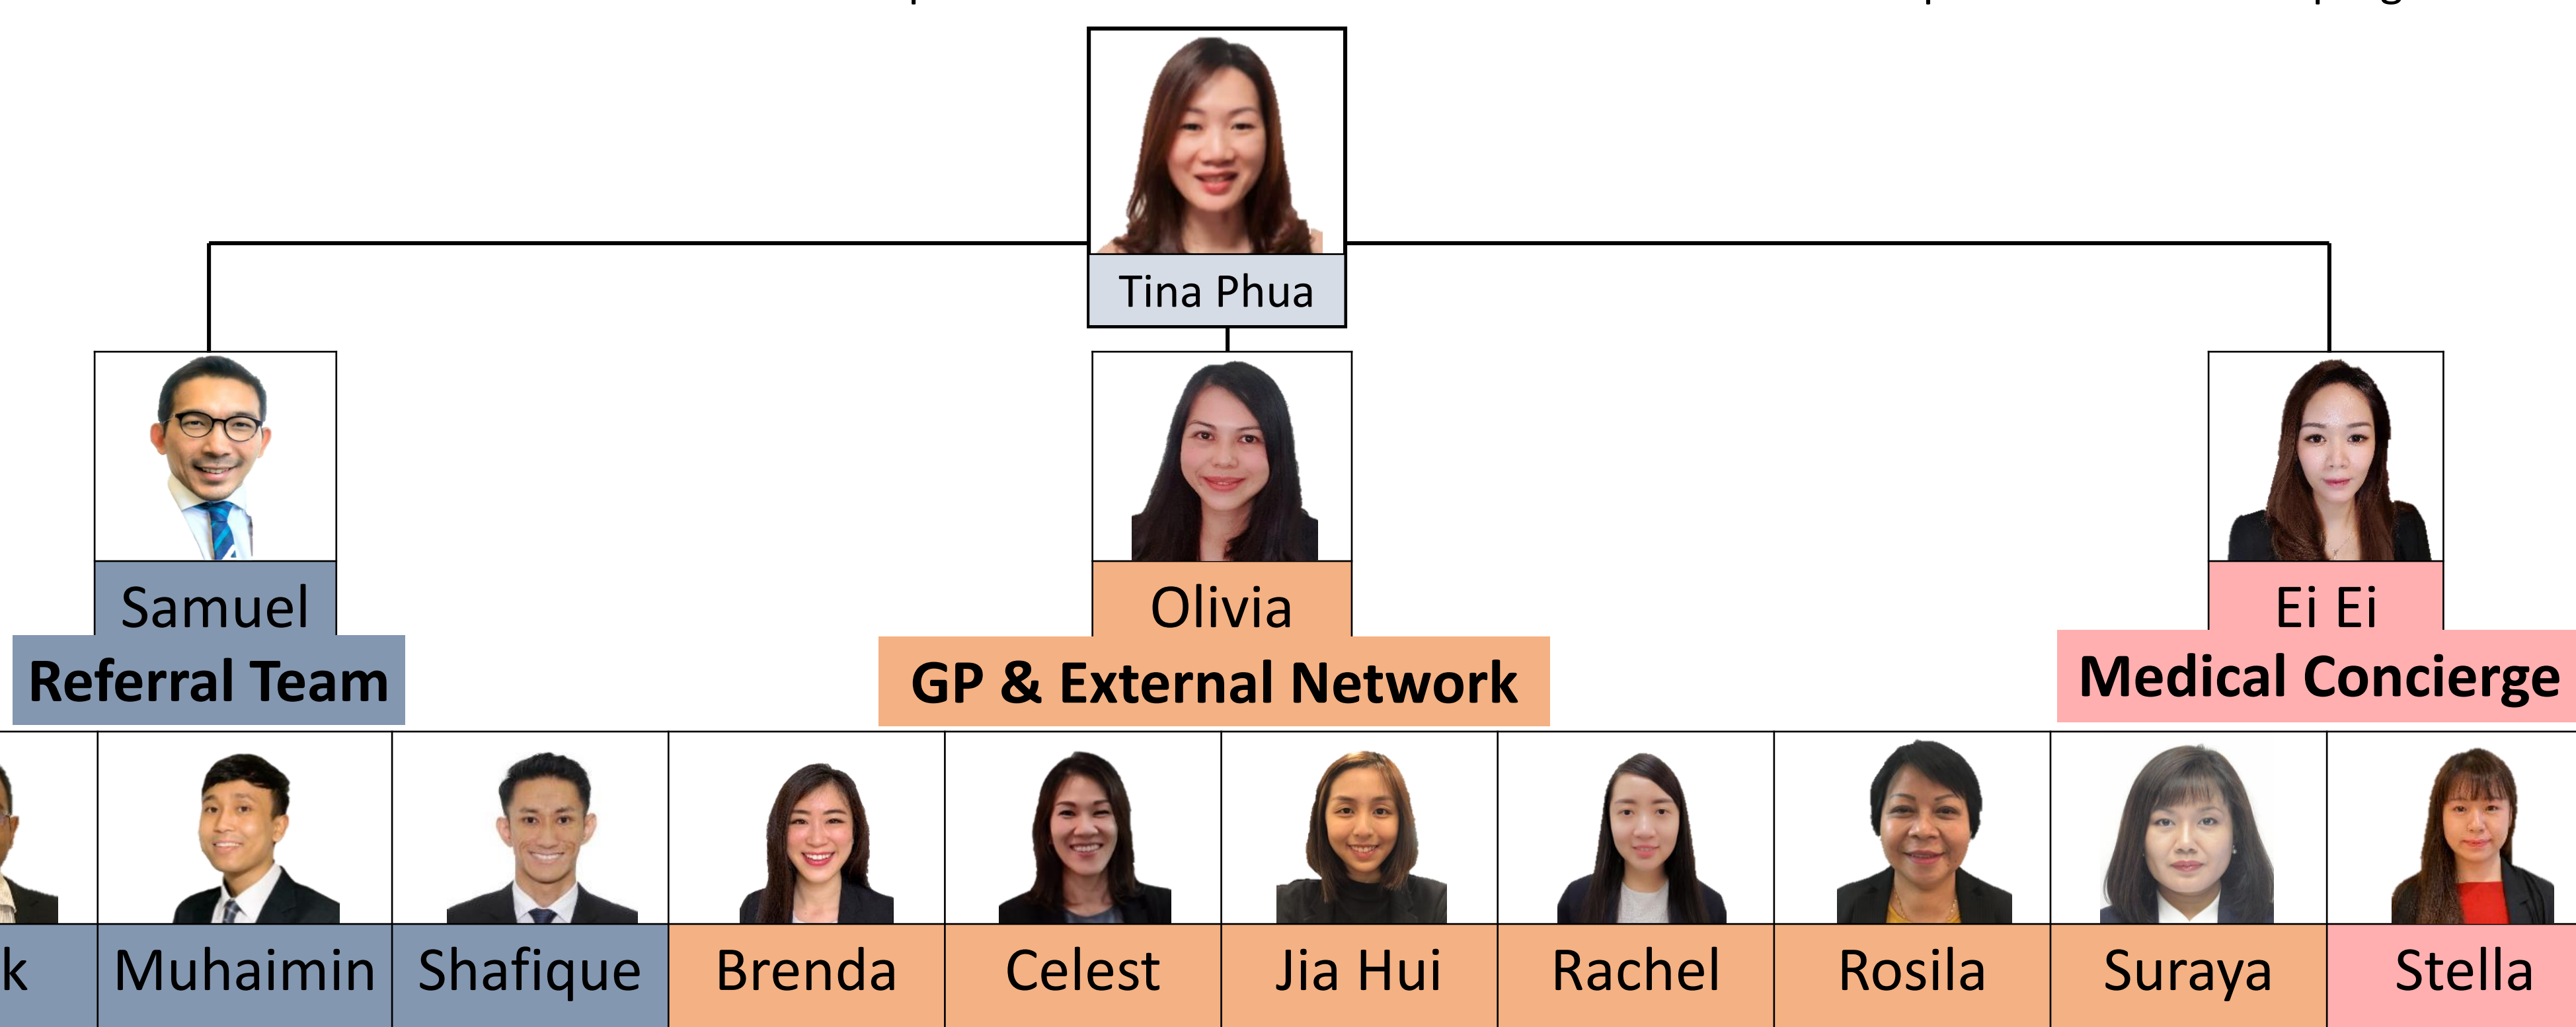 Tina Phua
Samuel
Olivia
Ei Ei
Referral Team
GP & External Network
Medical Concierge
k
Muhaimin
Shafique
Brenda
Celest
Jia Hui
Rachel
Rosila
Suraya
Stella